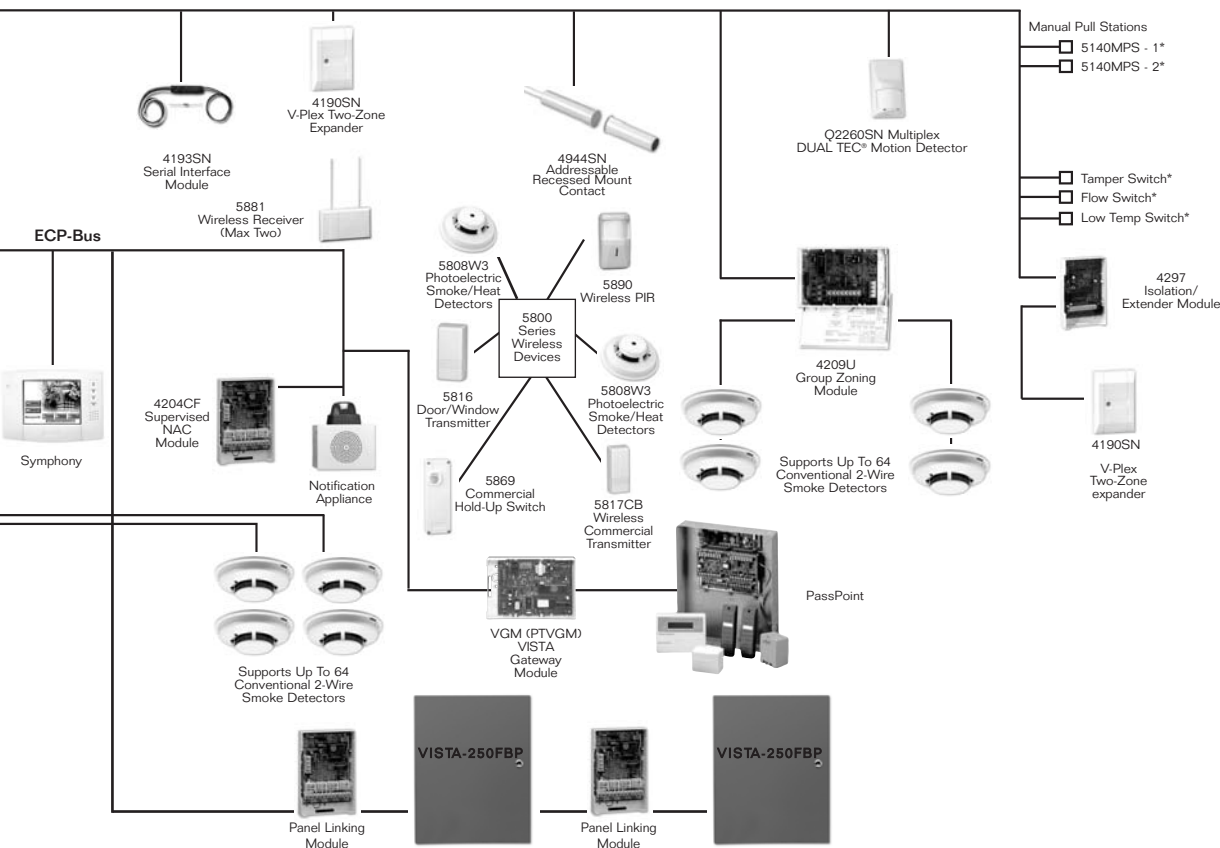 Manual Pull Stations
5140MPS - 1*
5140MPS - 2*
4190SN
V-Plex Two-Zone
Expander
4193SN
Serial Interface
Module
4944SN
Addressable
Recessed Mount
Contact
Q2260SN Multiplex
DUAL TEC® Motion Detector
Tamper Switch*
Flow Switch*
Low Temp Switch*
5881
Wireless Receiver
(Max Two)
ECP-Bus
5808W3
Photoelectric
Smoke/Heat
Detectors
5890
Wireless PIR
4297
Isolation/
Extender Module
5800
Series
Wireless
Devices
4209U
Group Zoning
Module
5816
Door/Window
Transmitter
5808W3
Photoelectric
Smoke/Heat
Detectors
4204CF
Supervised
NAC
Module
Symphony
Notification
Appliance
5869
Commercial
Hold-Up Switch
5817CB
Wireless
Commercial
Transmitter
Supports Up To 64
Conventional 2-Wire
Smoke Detectors
4190SN
V-Plex
Two-Zone
expander
PassPoint
VGM (PTVGM)
VISTA
Gateway
Module
Supports Up To 64
Conventional 2-Wire
Smoke Detectors
VISTA-250FBP
VISTA-250FBP
Panel Linking
Module
Panel Linking
Module